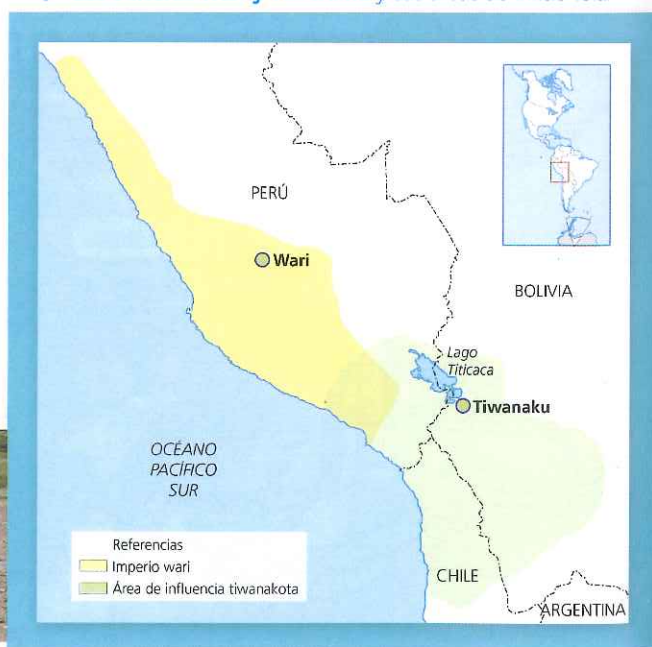 PERÚ
Wari
BOLIVIA
Lago
Titicaca
Tiwanaku
OCÉANO
PACÍFICO
SUR
Referencias
Imperio wari
Área de influencia tiwanakota
CHILE
ARGENTINA